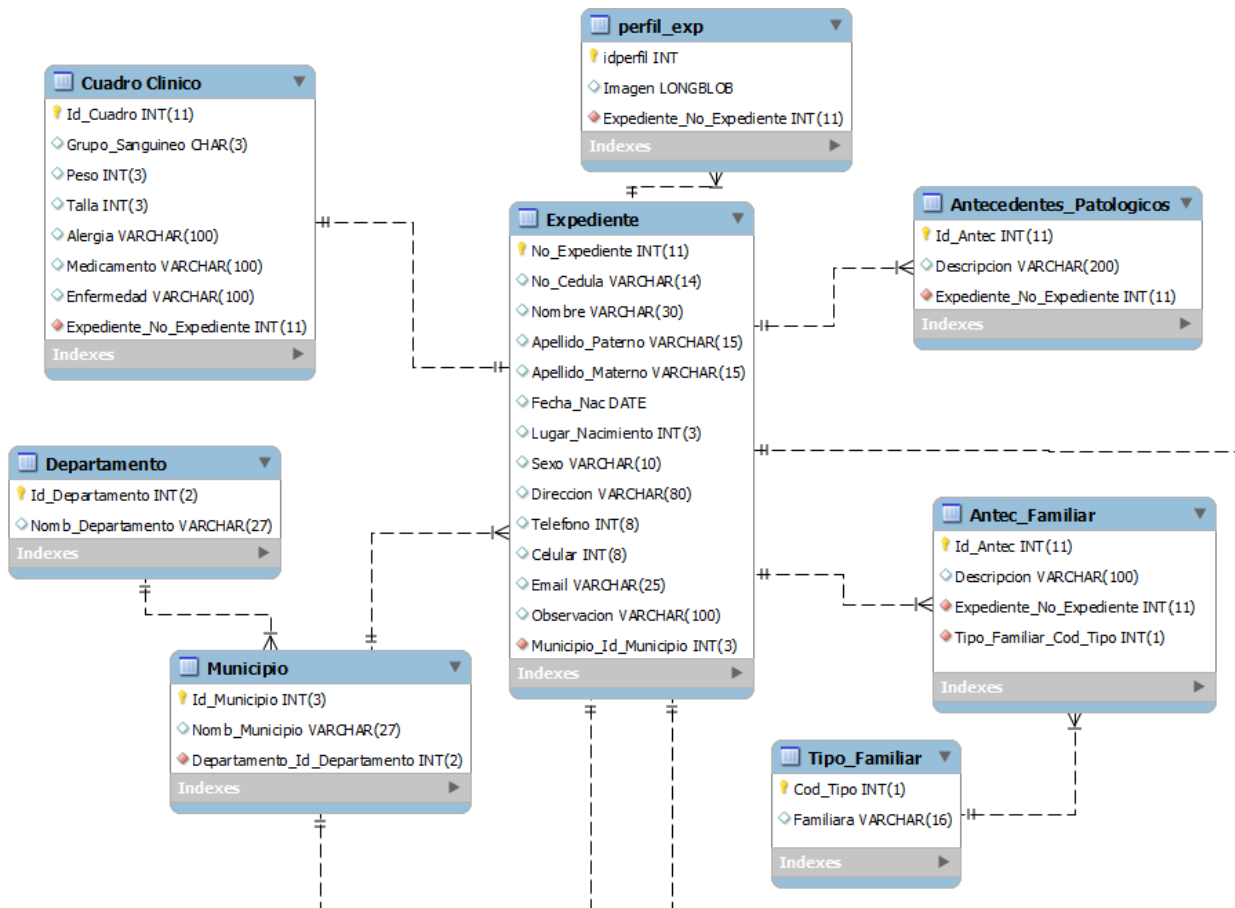 perfil_exp
idperfil INT
Imagen LONGBLOB
Expediente_No_Expediente INT(11)
Indexes
Cuadro Clinico
Id_Cuadro INT(11)
Grupo_Sanguineo CHAR(3)
Peso INT(3)
Talla INT(3)
Alergia VARCHAR(100)
Medicamento VARCHAR(100)
Enfermedad VARCHAR(100)
Expediente_No_Expediente INT(11)
Indexes
Expediente
No_Expediente INT(11)
No_Cedula VARCHAR(14)
Nombre VARCHAR(30)
Apellido_Paterno VARCHAR(15)
Apellido_Materno VARCHAR(15)
Fecha_Nac DATE
Lugar_Nacimiento INT(3)
Sexo VARCHAR(10)
Direccion VARCHAR(80)
Telefono INT(8)
Celular INT(8)
Email VARCHAR(25)
Observacion VARCHAR(100)
Municipio_Id_Municipio INT(3)
Indexes
Antecedentes_Patologicos
Id_Antec INT(11)
Descripcion VARCHAR(200)
Expediente_No_Expediente INT(11)
Indexes
Departamento
Id_Departamento INT(2)
Nomb_Departamento VARCHAR(27)
Indexes
Antec_Familiar
Id_Antec INT(11)
Descripcion VARCHAR(100)
Expediente_No_Expediente INT(11)
Tipo_Familiar_Cod_Tipo INT(1)
Indexes
Municipio
Id_Municipio INT(3)
Nomb_Municipio VARCHAR(27)
Departamento_Id_Departamento INT(2)
Indexes
Tipo_Familiar
Cod_Tipo INT(1)
Familiara VARCHAR(16)
Indexes